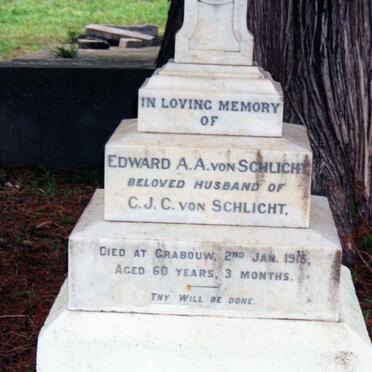 IN LOVING MEMORY
OF
EDWARD A.A. VON SCHLICHT
BELOVED HUSBAND OF
C.J.C. VON SCHLICHT,
DIED AT GRABOUW, 2ND JAN. 1915,
AGED 60 YEARS, 3 MONTHS.
THY WILL BE DONE.